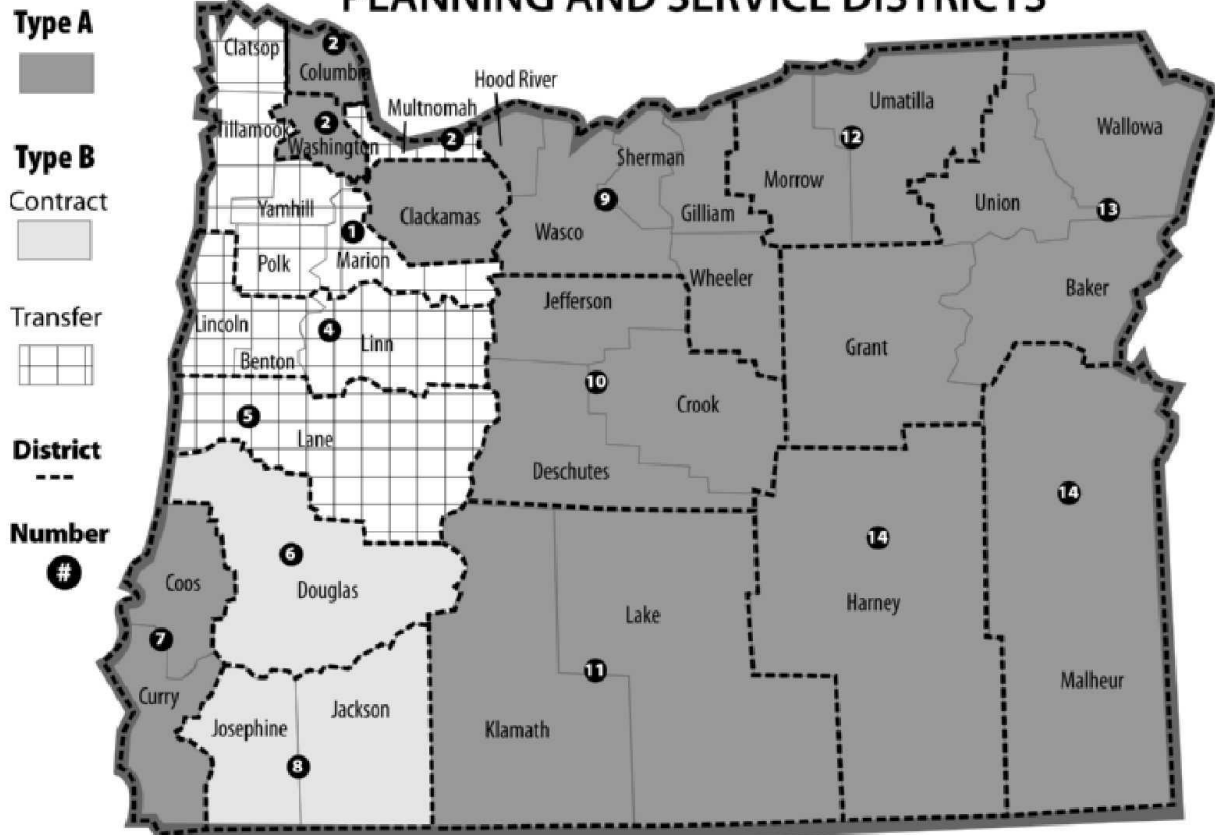 PLANNING AND SERVICE DISTRICTS
Type A
Type B
Contract
Transfer
District
Number
#
Clatsop
2
Columbia
Hood River
Multnomah
2
Tillamook
2
Washington
Umatilla
12
Wallowa
Sherman
Morrow
Yamhill
Clackamas
9
Gilliam
Union
13
1
Wasco
Polk
Marion
Wheeler
Baker
Jefferson
Lincoln
4
Linn
Benton
Grant
10
Crook
5
Lane
Deschutes
14
14
6
Coos
Douglas
Harney
Lake
7
11
Curry
Malheur
Josephine
Jackson
Klamath
8